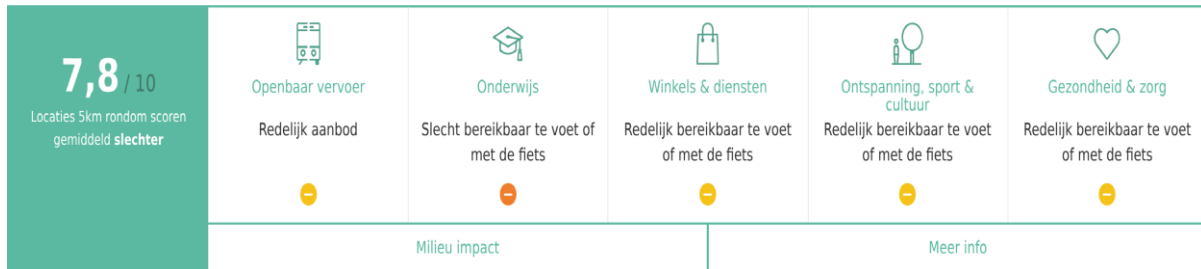 7,8 / 10
Locaties 5km rondom scoren
gemiddeld slechter
Openbaar vervoer
Redelijk aanbod
Onderwijs
Slecht bereikbaar te voet of
met de fiets
Winkels & diensten
Redelijk bereikbaar te voet
of met de fiets
Ontspanning, sport &
cultuur
Redelijk bereikbaar te voet
of met de fiets
Gezondheid & zorg
Redelijk bereikbaar te voet
of met de fiets
Milieu impact
Meer info